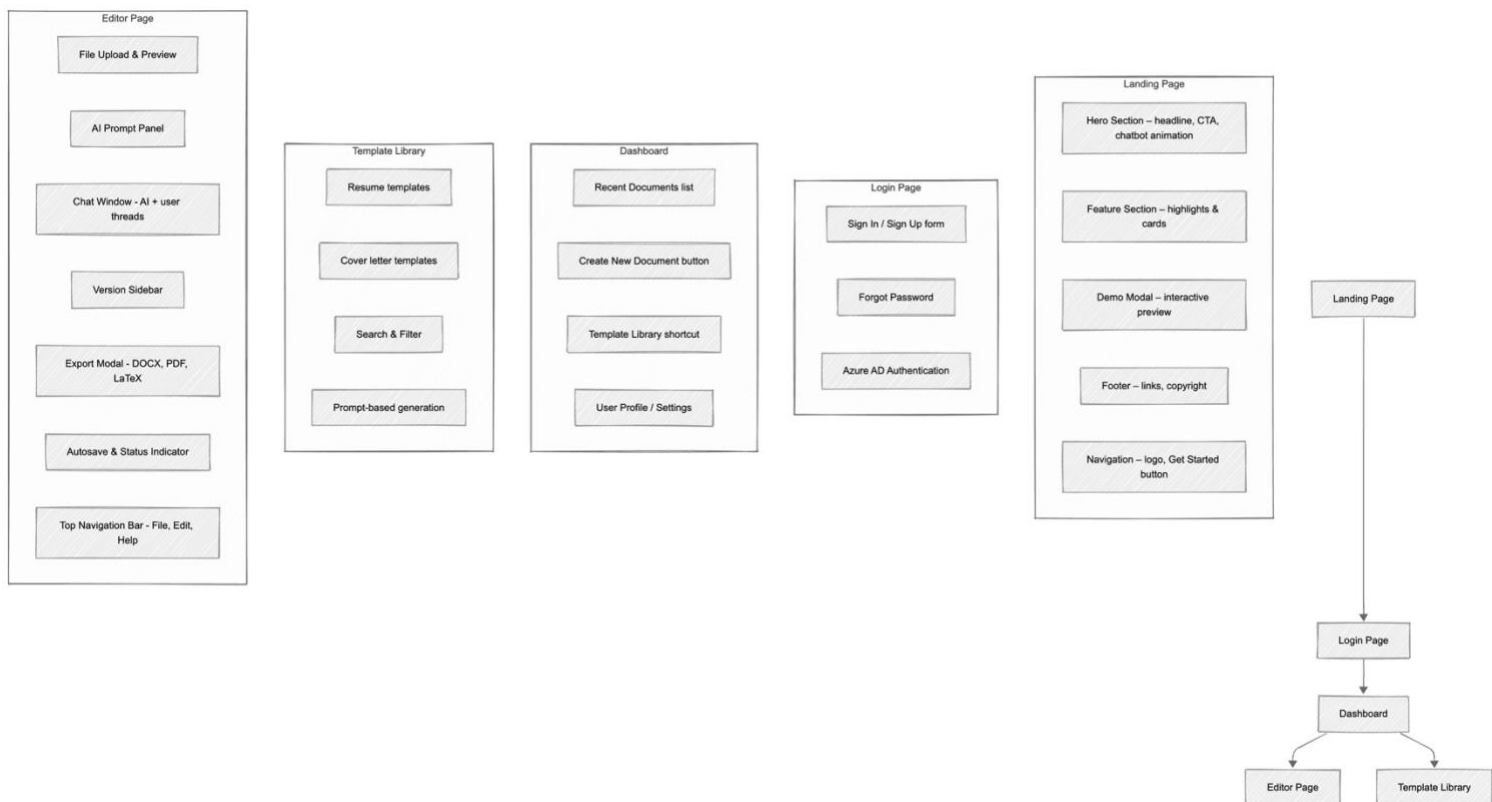 Editor Page
File Upload & Preview
AI Prompt Panel
Chat Window - AI + user
threads
Version Sidebar
Export Modal - DOCX, PDF,
LaTeX
Autosave & Status Indicator
Top Navigation Bar - File, Edit,
Help
Template Library
Resume templates
Cover letter templates
Search & Filter
Prompt-based generation
Dashboard
Recent Documents list
Create New Document button
Template Library shortcut
User Profile / Settings
Login Page
Sign In / Sign Up form
Forgot Password
Azure AD Authentication
Landing Page
Hero Section – headline, CTA,
chatbot animation
Feature Section – highlights &
cards
Demo Modal – interactive
preview
Footer – links, copyright
Navigation – logo, Get Started
button
Landing Page
Login Page
Dashboard
Editor Page
Template Library